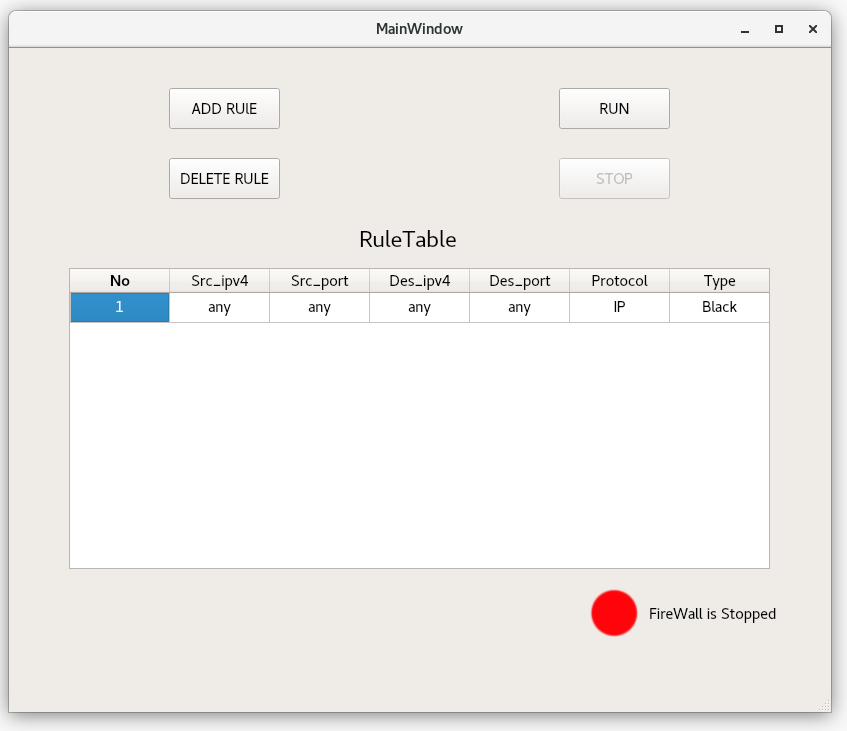 MainWindow
ADD RUlE
RUN
DELETE RULE
STOP
RuleTable
No Src_ipv4 Src_port Des_ipv4 Des_port Protocol Type
1 any any any any IP Black
FireWall is Stopped